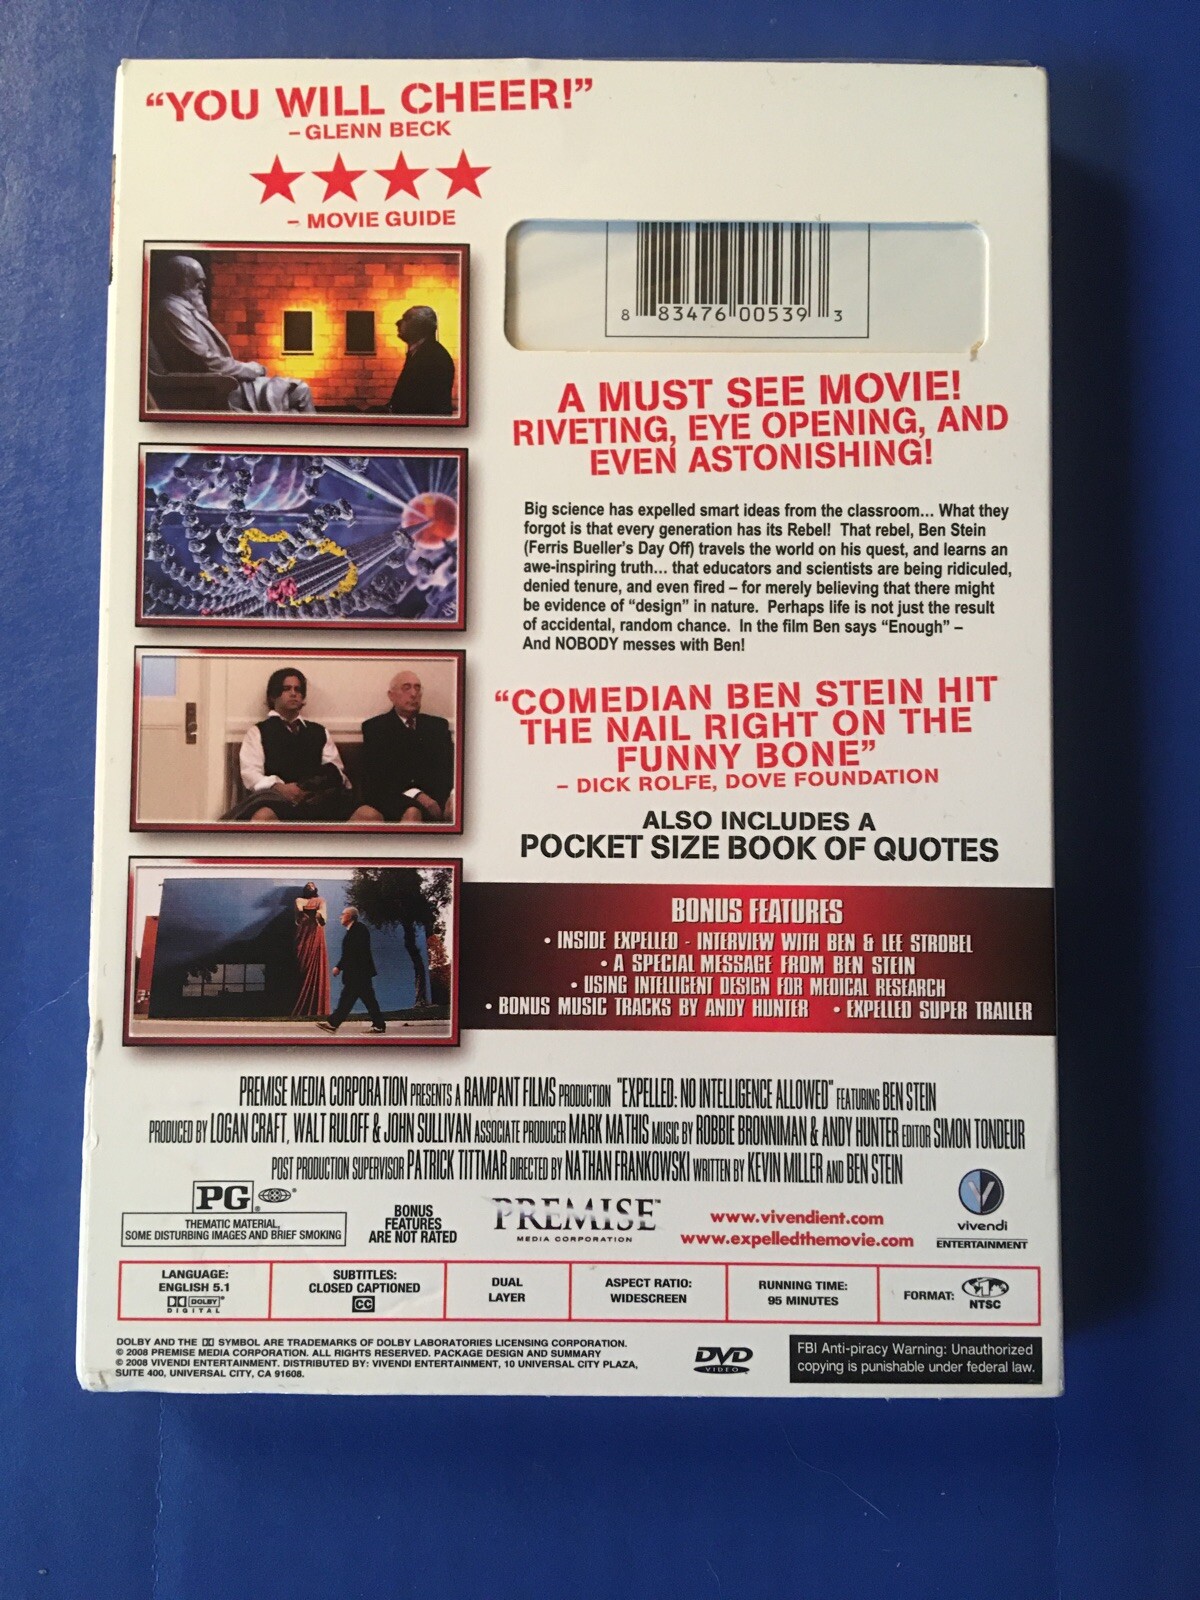 “YOU WILL CHEER!”
– GLENN BECK
– MOVIE GUIDE
8 83476 00539 3
A MUST SEE MOVIE!
RIVETING, EYE OPENING, AND
EVEN ASTONISHING!
Big science has expelled smart ideas from the classroom… What they
forgot is that every generation has its Rebel! That rebel, Ben Stein
(Ferris Bueller’s Day Off) travels the world on his quest, and learns an
awe-inspiring truth… that educators and scientists are being ridiculed,
denied tenure, and even fired – for merely believing that there might
be evidence of “design” in nature. Perhaps life is not just the result
of accidental, random chance. In the film Ben says “Enough” –
And NOBODY messes with Ben!
“COMEDIAN BEN STEIN HIT
THE NAIL RIGHT ON THE
FUNNY BONE”
– DICK ROLFE, DOVE FOUNDATION
ALSO INCLUDES A
POCKET SIZE BOOK OF QUOTES
BONUS FEATURES
• INSIDE EXPELLED - INTERVIEW WITH BEN & LEE STROBEL
• A SPECIAL MESSAGE FROM BEN STEIN
• USING INTELLIGENT DESIGN FOR MEDICAL RESEARCH
• BONUS MUSIC TRACKS BY ANDY HUNTER • EXPELLED SUPER TRAILER
PREMISE MEDIA CORPORATION PRESENTS A RAMPANT FILMS PRODUCTION "EXPELLED: NO INTELLIGENCE ALLOWED" FEATURING BEN STEIN
PRODUCED BY LOGAN CRAFT, WALT RULOFF & JOHN SULLIVAN ASSOCIATE PRODUCER MARK MATHIS MUSIC BY ROBBIE BRONNIMAN & ANDY HUNTER EDITOR SIMON TONDEUR
POST PRODUCTION SUPERVISOR PATRICK TITTMAR DIRECTED BY NATHAN FRANKOWSKI WRITTEN BY KEVIN MILLER AND BEN STEIN
PG
THEMATIC MATERIAL,
SOME DISTURBING IMAGES AND BRIEF SMOKING
BONUS
FEATURES
ARE NOT RATED
PREMISE™
MEDIA CORPORATION
www.vivendient.com
www.expelledthemovie.com
vivendi
ENTERTAINMENT
LANGUAGE:
ENGLISH 5.1
DOLBY
DIGITAL
SUBTITLES:
CLOSED CAPTIONED
CC
DUAL
LAYER
ASPECT RATIO:
WIDESCREEN
RUNNING TIME:
95 MINUTES
FORMAT:
NTSC
DOLBY AND THE DD SYMBOL ARE TRADEMARKS OF DOLBY LABORATORIES LICENSING CORPORATION.
© 2008 PREMISE MEDIA CORPORATION. ALL RIGHTS RESERVED. PACKAGE DESIGN AND SUMMARY
© 2008 VIVENDI ENTERTAINMENT. DISTRIBUTED BY: VIVENDI ENTERTAINMENT, 10 UNIVERSAL CITY PLAZA,
SUITE 400, UNIVERSAL CITY, CA 91608.
DVD
VIDEO
FBI Anti-piracy Warning: Unauthorized
copying is punishable under federal law.